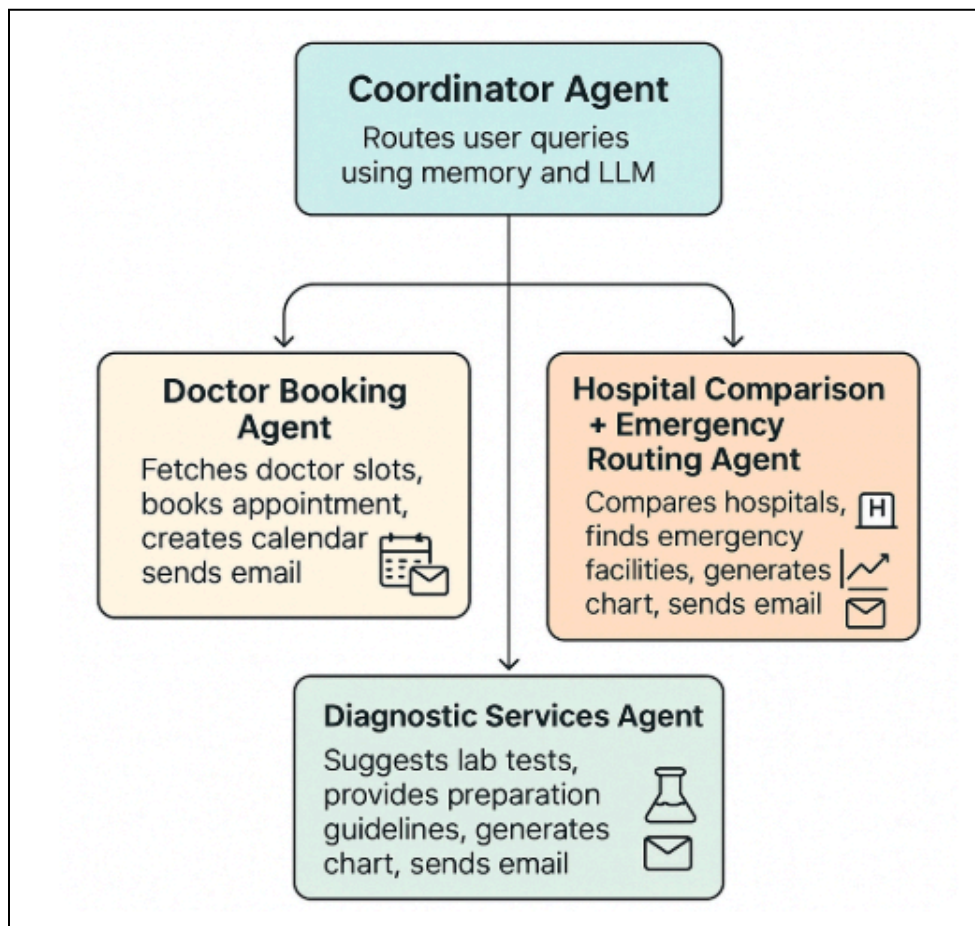 Coordinator Agent
Routes user queries
using memory and LLM
Doctor Booking
Agent
Fetches doctor slots,
books appointment,
creates calendar
sends email
Hospital Comparison
+ Emergency
Routing Agent
Compares hospitals,
finds emergency
facilities, generates
chart, sends email
H
Diagnostic Services Agent
Suggests lab tests,
provides preparation
guidelines, generates
chart, sends email